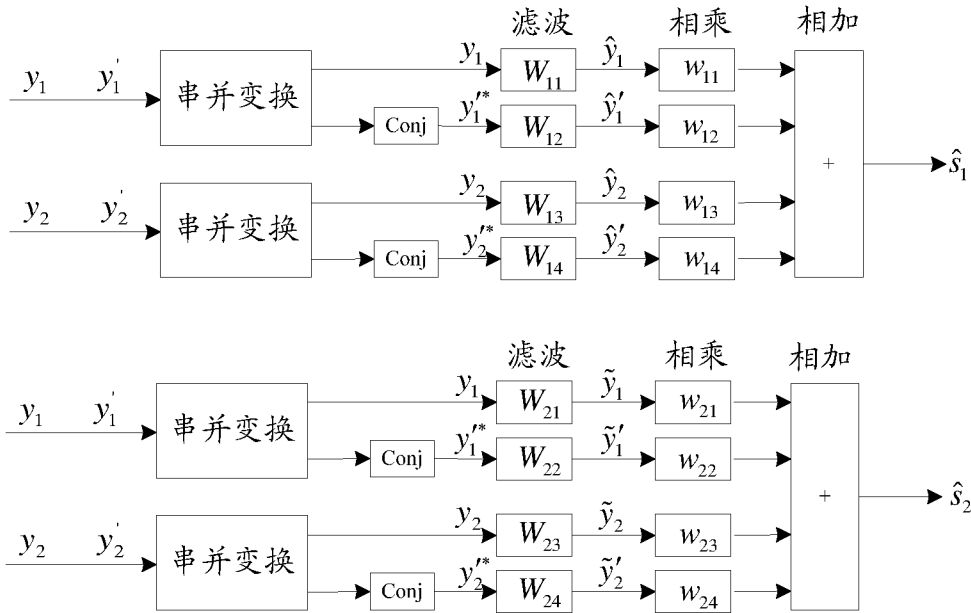 滤波 相乘 相加
y₁ y₁' 串并变换 y₁ W₁₁ ŷ₁ w₁₁
Conj y₁′* W₁₂ ŷ₁′ w₁₂
+ ŝ₁
y₂ y₂' 串并变换 y₂ W₁₃ ŷ₂ w₁₃
Conj y₂′* W₁₄ ŷ₂′ w₁₄
滤波 相乘 相加
y₁ y₁' 串并变换 y₁ W₂₁ ỹ₁ w₂₁
Conj y₁′* W₂₂ ỹ₁′ w₂₂
+ ŝ₂
y₂ y₂' 串并变换 y₂ W₂₃ ỹ₂ w₂₃
Conj y₂′* W₂₄ ỹ₂′ w₂₄